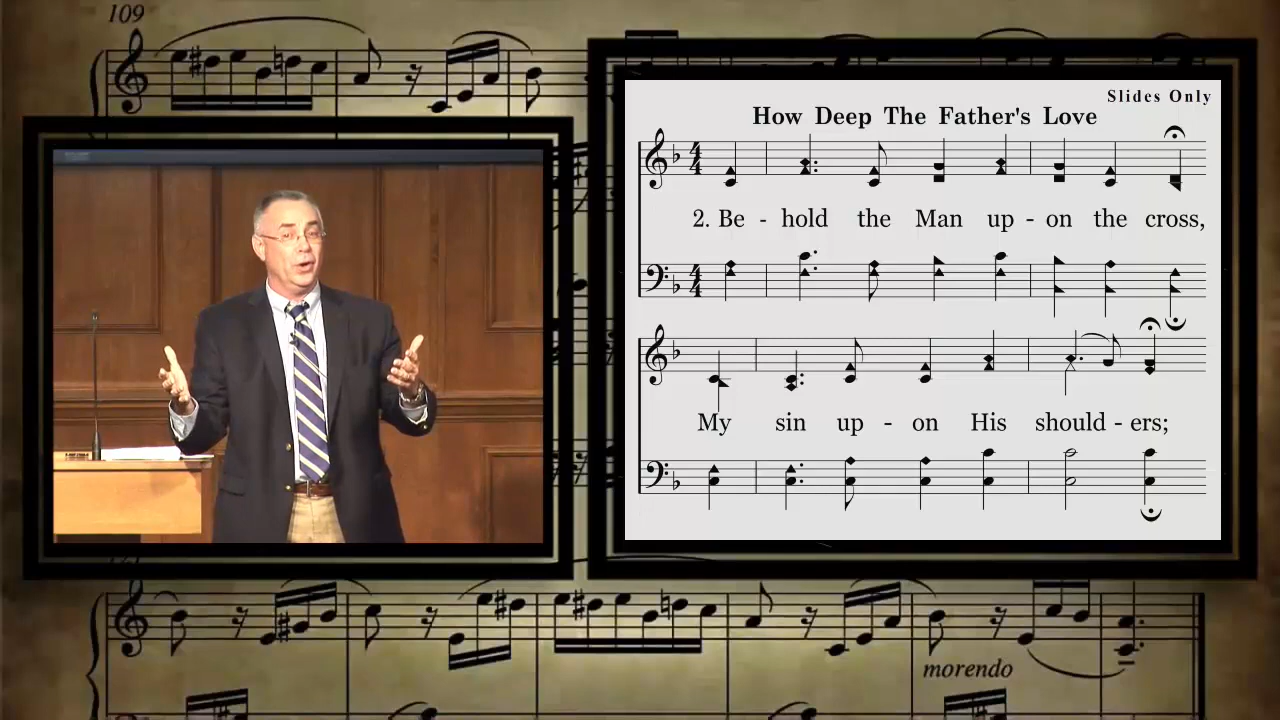 109
Slides Only
How Deep The Father's Love
2. Be - hold the Man up - on the cross,
My sin up - on His should - ers;
morendo